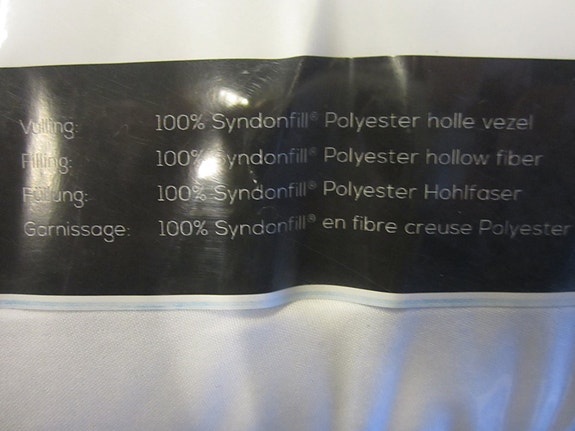 Vulling: 100% Syndonfill® Polyester holle vezel
Filling: 100% Syndonfill® Polyester hollow fiber
Füllung: 100% Syndonfill® Polyester Hohlfaser
Garnissage: 100% Syndonfill® en fibre creuse Polyester